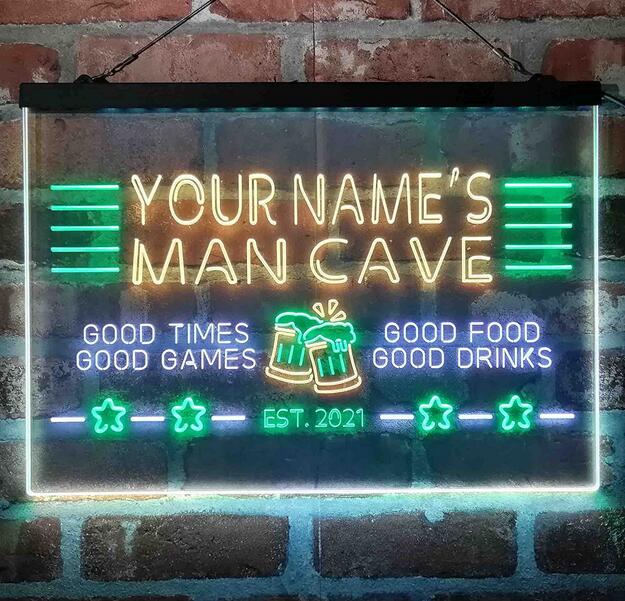 YOUR NAME'S
MAN CAVE
GOOD TIMES
GOOD GAMES
GOOD FOOD
GOOD DRINKS
EST. 2021